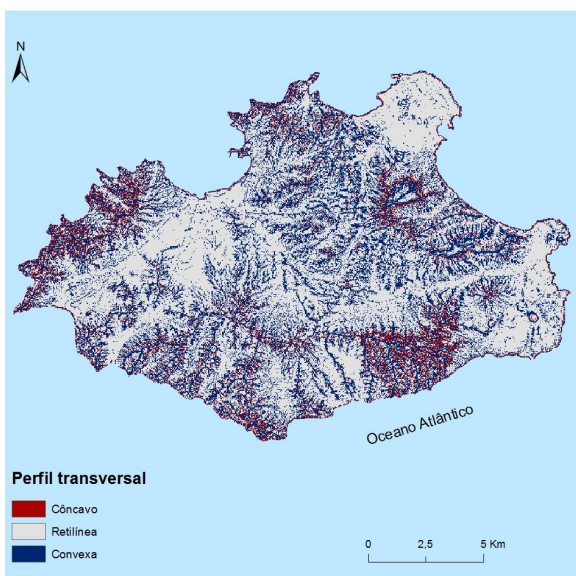 N
Oceano Atlântico
Perfil transversal
Côncavo
Retilínea
Convexa
0 2,5 5 Km